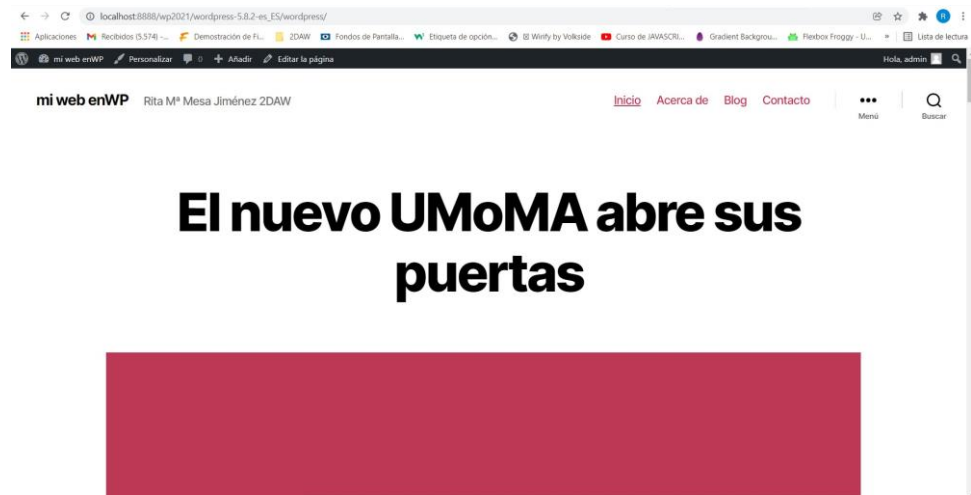 localhost:8888/wp2021/wordpress-5.8.2-es_ES/wordpress/
Aplicaciones Recibidos (5.574) -... Demostración de Fi... 2DAW Fondos de Pantalla... Etiqueta de opción... Winfy by Volkside Curso de JAVASCRI... Gradient Backgrou... Flexbox Froggy - U... » Lista de lectura
mi web enWP Personalizar 0 + Añadir Editar la página Hola, admin
mi web enWP Rita Mª Mesa Jiménez 2DAW Inicio Acerca de Blog Contacto
Menú Buscar
El nuevo UMoMA abre sus
puertas